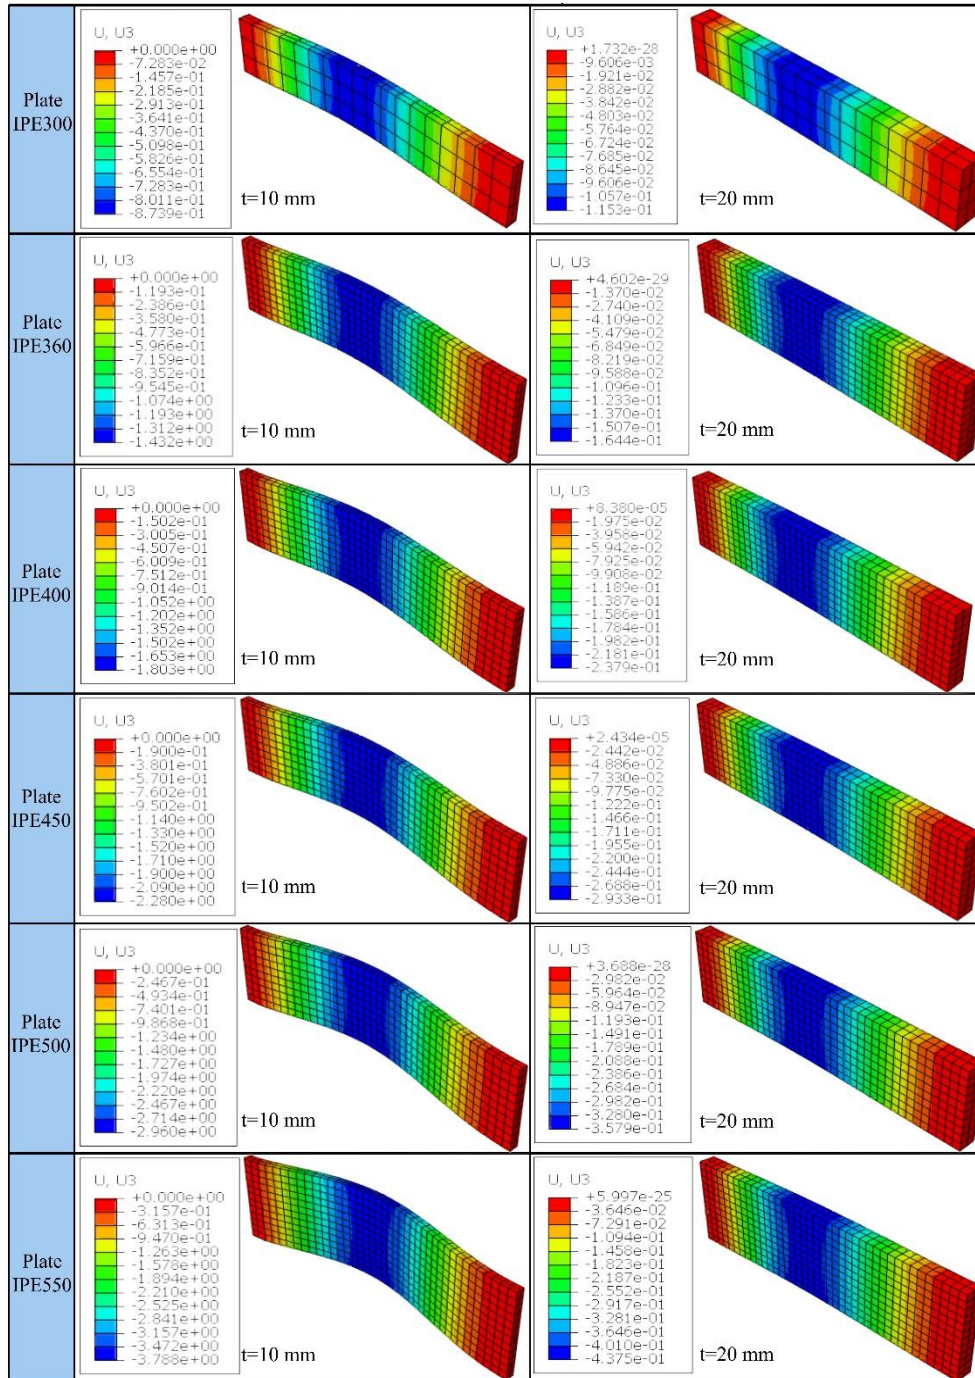 Plate
IPE300
U, U3
+0.000e+00
-7.283e-02
-1.457e-01
-2.185e-01
-2.913e-01
-3.641e-01
-4.370e-01
-5.098e-01
-5.826e-01
-6.554e-01
-7.283e-01
-8.011e-01
-8.739e-01
t=10 mm
U, U3
+1.732e-28
-9.606e-03
-1.921e-02
-2.882e-02
-3.842e-02
-4.803e-02
-5.764e-02
-6.724e-02
-7.685e-02
-8.645e-02
-9.606e-02
-1.057e-01
-1.153e-01
t=20 mm
Plate
IPE360
U, U3
+0.000e+00
-1.193e-01
-2.386e-01
-3.580e-01
-4.773e-01
-5.966e-01
-7.159e-01
-8.352e-01
-9.545e-01
-1.074e+00
-1.193e+00
-1.312e+00
-1.432e+00
t=10 mm
U, U3
+4.602e-29
-1.370e-02
-2.740e-02
-4.109e-02
-5.479e-02
-6.849e-02
-8.219e-02
-9.588e-02
-1.096e-01
-1.233e-01
-1.370e-01
-1.507e-01
-1.644e-01
t=20 mm
Plate
IPE400
U, U3
+0.000e+00
-1.502e-01
-3.005e-01
-4.507e-01
-6.009e-01
-7.512e-01
-9.014e-01
-1.052e+00
-1.202e+00
-1.352e+00
-1.502e+00
-1.653e+00
-1.803e+00
t=10 mm
U, U3
+8.380e-05
-1.975e-02
-3.958e-02
-5.942e-02
-7.925e-02
-9.908e-02
-1.189e-01
-1.387e-01
-1.586e-01
-1.784e-01
-1.982e-01
-2.181e-01
-2.379e-01
t=20 mm
Plate
IPE450
U, U3
+0.000e+00
-1.900e-01
-3.801e-01
-5.701e-01
-7.602e-01
-9.502e-01
-1.140e+00
-1.330e+00
-1.520e+00
-1.710e+00
-1.900e+00
-2.090e+00
-2.280e+00
t=10 mm
U, U3
+2.434e-05
-2.442e-02
-4.886e-02
-7.330e-02
-9.775e-02
-1.222e-01
-1.466e-01
-1.711e-01
-1.955e-01
-2.200e-01
-2.444e-01
-2.688e-01
-2.933e-01
t=20 mm
Plate
IPE500
U, U3
+0.000e+00
-2.467e-01
-4.934e-01
-7.401e-01
-9.868e-01
-1.234e+00
-1.480e+00
-1.727e+00
-1.974e+00
-2.220e+00
-2.467e+00
-2.714e+00
-2.960e+00
t=10 mm
U, U3
+3.688e-28
-2.982e-02
-5.964e-02
-8.947e-02
-1.193e-01
-1.491e-01
-1.789e-01
-2.088e-01
-2.386e-01
-2.684e-01
-2.982e-01
-3.280e-01
-3.579e-01
t=20 mm
Plate
IPE550
U, U3
+0.000e+00
-3.157e-01
-6.313e-01
-9.470e-01
-1.263e+00
-1.578e+00
-1.894e+00
-2.210e+00
-2.525e+00
-2.841e+00
-3.157e+00
-3.472e+00
-3.788e+00
t=10 mm
U, U3
+5.997e-25
-3.646e-02
-7.291e-02
-1.094e-01
-1.458e-01
-1.823e-01
-2.187e-01
-2.552e-01
-2.917e-01
-3.281e-01
-3.646e-01
-4.010e-01
-4.375e-01
t=20 mm